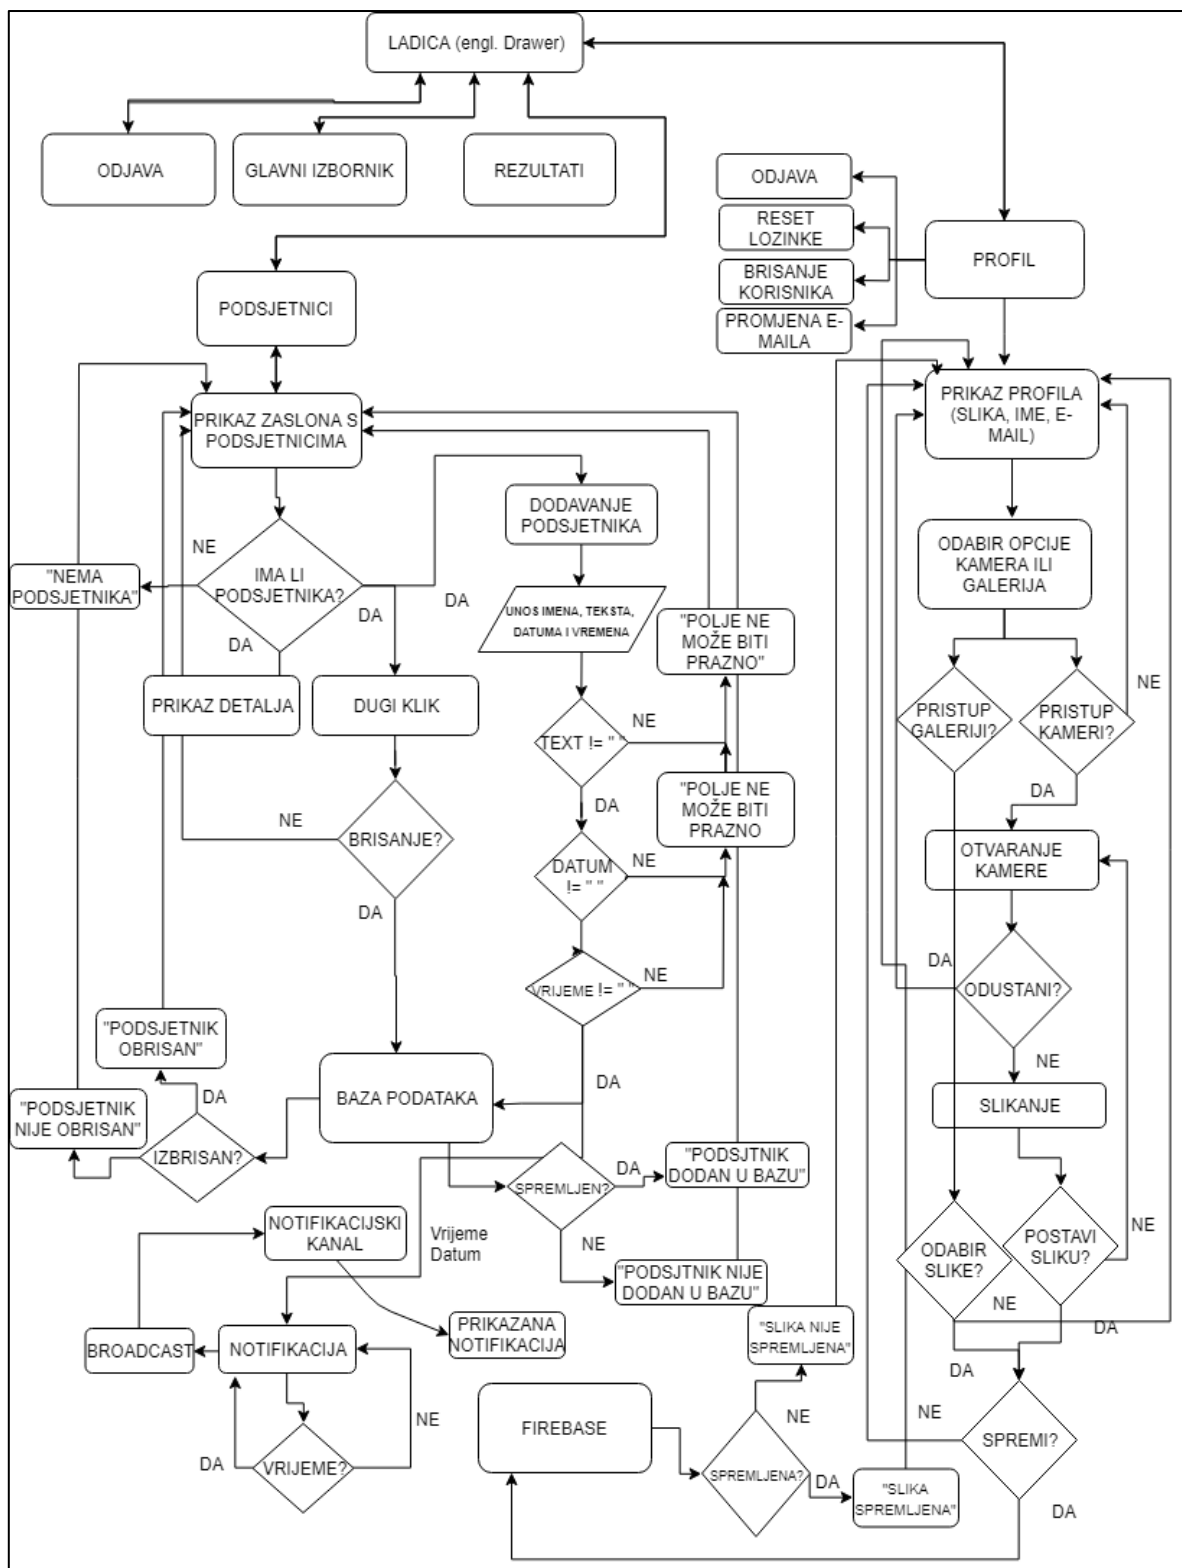 LADICA (engl. Drawer)
ODJAVA
GLAVNI IZBORNIK
REZULTATI
ODJAVA
RESET
LOZINKE
BRISANJE
KORISNIKA
PROMJENA E-
MAILA
PROFIL
PODSJETNICI
PRIKAZ ZASLONA S
PODSJETNICIMA
PRIKAZ PROFILA
(SLIKA, IME, E-
MAIL)
DODAVANJE
PODSJETNIKA
ODABIR OPCIJE
KAMERA ILI
GALERIJA
NE
"NEMA
PODSJETNIKA"
IMA LI
PODSJETNIKA?
DA
DA
DA
UNOS IMENA, TEKSTA,
DATUMA I VREMENA
"POLJE NE
MOŽE BITI
PRAZNO"
PRIKAZ DETALJA
DUGI KLIK
NE
PRISTUP
GALERIJI?
PRISTUP
KAMERI?
NE
TEXT != " "
DA
"POLJE NE
MOŽE BITI
PRAZNO
DA
NE
BRISANJE?
DA
DATUM
!= " "
NE
OTVARANJE
KAMERE
VRIJEME != " "
NE
DA
ODUSTANI?
NE
"PODSJETNIK
OBRISAN"
DA
"PODSJETNIK
NIJE OBRISAN"
IZBRISAN?
BAZA PODATAKA
DA
SLIKANJE
SPREMLJEN?
DA
"PODSJTNIK
DODAN U BAZU"
NE
"PODSJTNIK NIJE
DODAN U BAZU"
NOTIFIKACIJSKI
KANAL
Vrijeme
Datum
ODABIR
SLIKE?
POSTAVI
SLIKU?
NE
NE
DA
DA
BROADCAST
NOTIFIKACIJA
PRIKAZANA
NOTIFIKACIJA
"SLIKA NIJE
SPREMLJENA"
NE
DA
VRIJEME?
FIREBASE
NE
SPREMLJENA?
DA
"SLIKA
SPREMLJENA"
NE
SPREMI?
DA